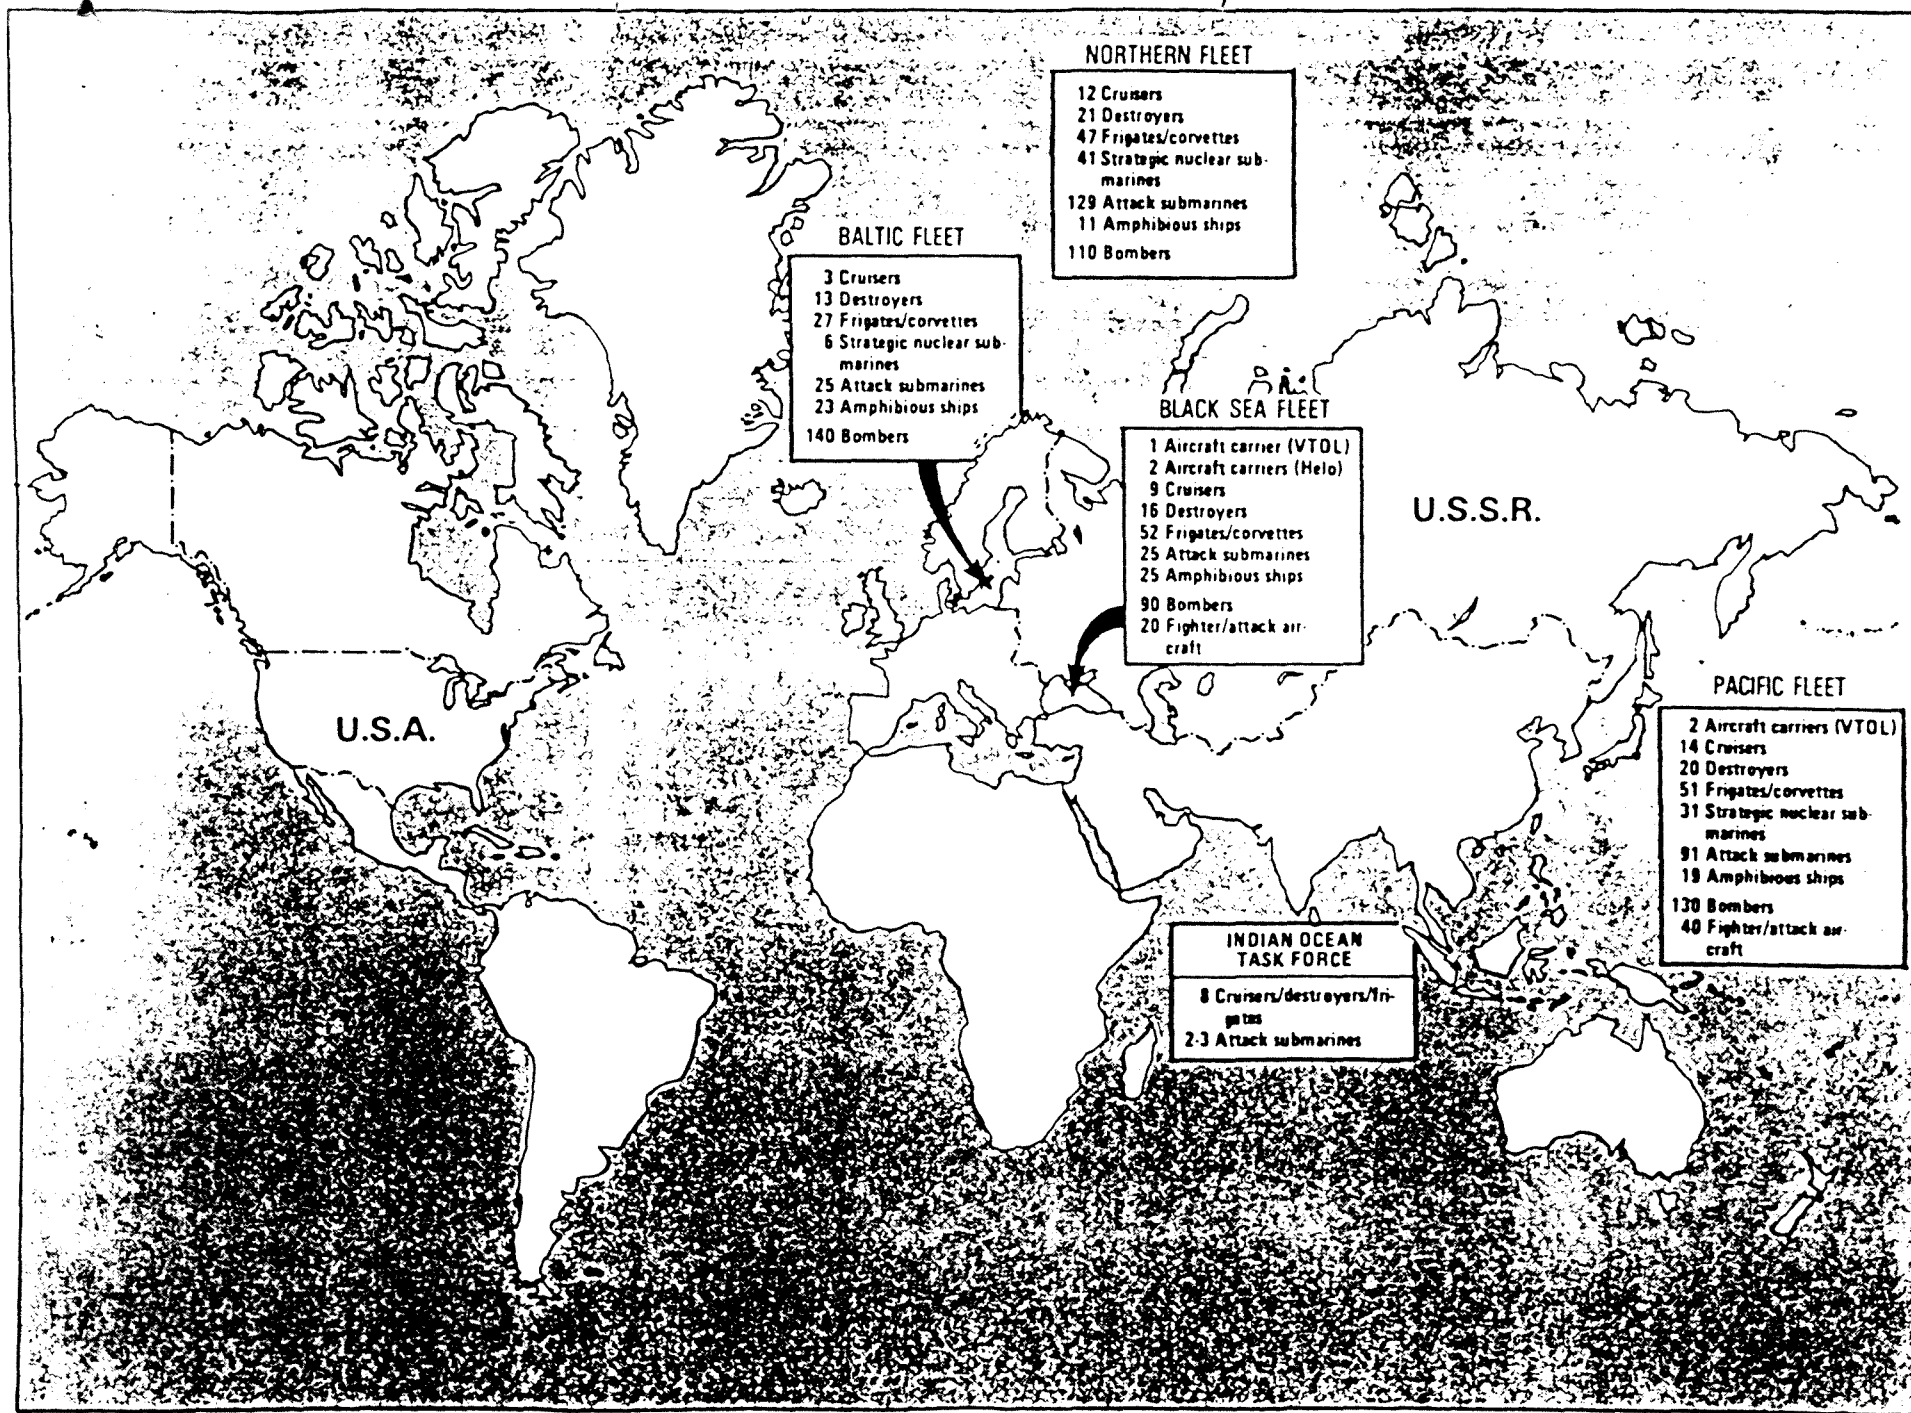 NORTHERN FLEET
12 Cruisers
21 Destroyers
47 Frigates/corvettes
41 Strategic nuclear sub-
marines
129 Attack submarines
11 Amphibious ships
110 Bombers
BALTIC FLEET
3 Cruisers
13 Destroyers
27 Frigates/corvettes
6 Strategic nuclear sub-
marines
25 Attack submarines
23 Amphibious ships
140 Bombers
BLACK SEA FLEET
1 Aircraft carrier (VTOL)
2 Aircraft carriers (Helo)
9 Cruisers
16 Destroyers
52 Frigates/corvettes
25 Attack submarines
25 Amphibious ships
90 Bombers
20 Fighter/attack air-
craft
U.S.S.R.
U.S.A.
PACIFIC FLEET
2 Aircraft carriers (VTOL)
14 Cruisers
20 Destroyers
51 Frigates/corvettes
31 Strategic nuclear sub-
marines
91 Attack submarines
19 Amphibious ships
130 Bombers
40 Fighter/attack air-
craft
INDIAN OCEAN
TASK FORCE
8 Cruisers/destroyers/fri-
gates
2-3 Attack submarines